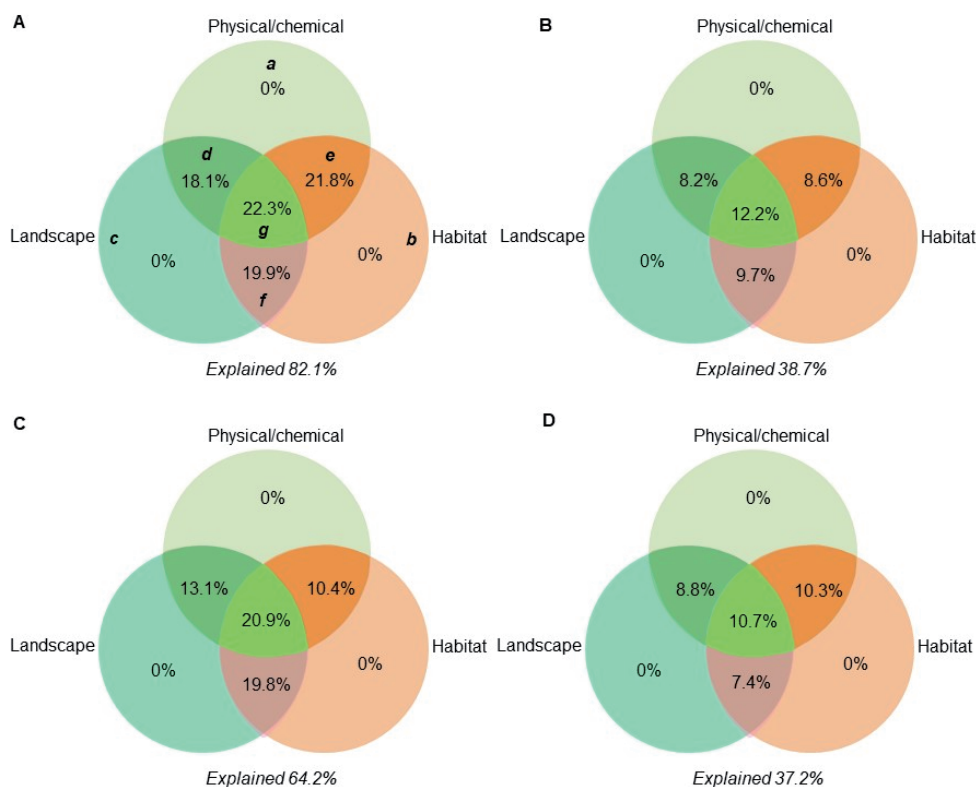 A
Physical/chemical
a
0%
d
18.1%
e
21.8%
22.3%
g
Landscape
c
0%
b
Habitat
0%
19.9%
f
Explained 82.1%
B
Physical/chemical
0%
8.2%
8.6%
12.2%
Landscape
Habitat
0%
0%
9.7%
Explained 38.7%
C
Physical/chemical
0%
13.1%
10.4%
20.9%
Landscape
Habitat
0%
0%
19.8%
Explained 64.2%
D
Physical/chemical
0%
8.8%
10.3%
10.7%
Landscape
Habitat
0%
0%
7.4%
Explained 37.2%